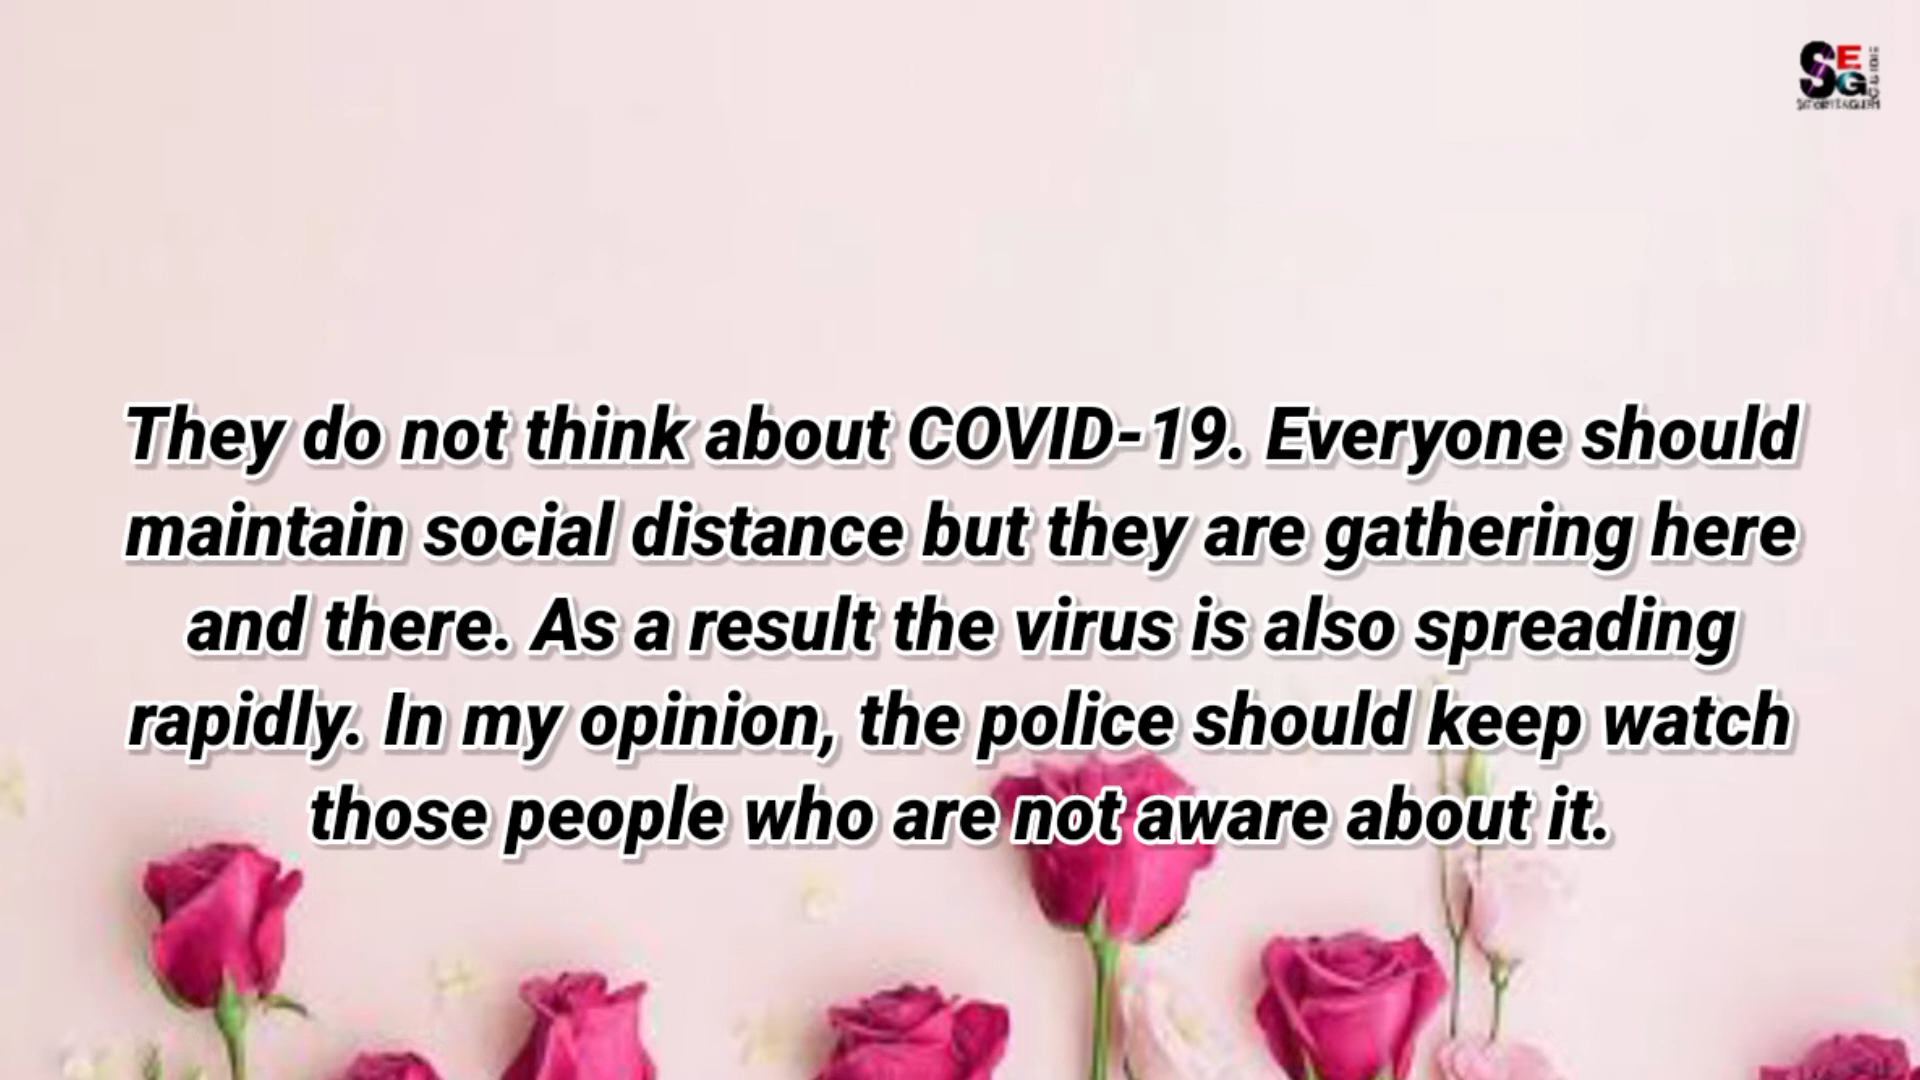 SEG
They do not think about COVID-19. Everyone should
maintain social distance but they are gathering here
and there. As a result the virus is also spreading
rapidly. In my opinion, the police should keep watch
those people who are not aware about it.